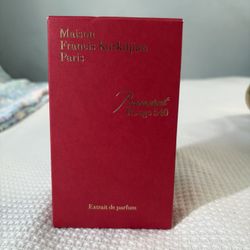 Maison
Francis Kurkdjian
Paris
Baccarat
Rouge 540
Extrait de parfum